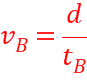 v_B = d / t_B